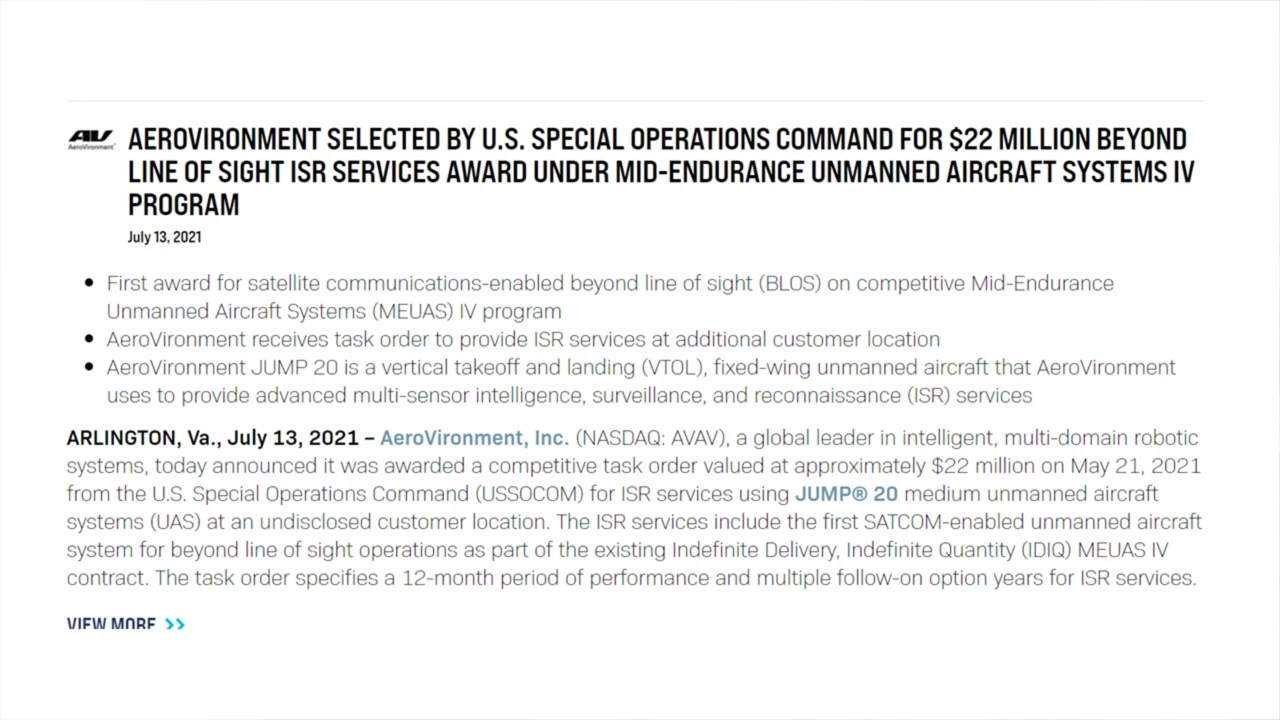 AV
AeroVironment
AEROVIRONMENT SELECTED BY U.S. SPECIAL OPERATIONS COMMAND FOR $22 MILLION BEYOND
LINE OF SIGHT ISR SERVICES AWARD UNDER MID-ENDURANCE UNMANNED AIRCRAFT SYSTEMS IV
PROGRAM
July 13, 2021
• First award for satellite communications-enabled beyond line of sight (BLOS) on competitive Mid-Endurance
Unmanned Aircraft Systems (MEUAS) IV program
• AeroVironment receives task order to provide ISR services at additional customer location
• AeroVironment JUMP 20 is a vertical takeoff and landing (VTOL), fixed-wing unmanned aircraft that AeroVironment
uses to provide advanced multi-sensor intelligence, surveillance, and reconnaissance (ISR) services
ARLINGTON, Va., July 13, 2021 – AeroVironment, Inc. (NASDAQ: AVAV), a global leader in intelligent, multi-domain robotic
systems, today announced it was awarded a competitive task order valued at approximately $22 million on May 21, 2021
from the U.S. Special Operations Command (USSOCOM) for ISR services using JUMP® 20 medium unmanned aircraft
systems (UAS) at an undisclosed customer location. The ISR services include the first SATCOM-enabled unmanned aircraft
system for beyond line of sight operations as part of the existing Indefinite Delivery, Indefinite Quantity (IDIQ) MEUAS IV
contract. The task order specifies a 12-month period of performance and multiple follow-on option years for ISR services.
VIEW MORE >>